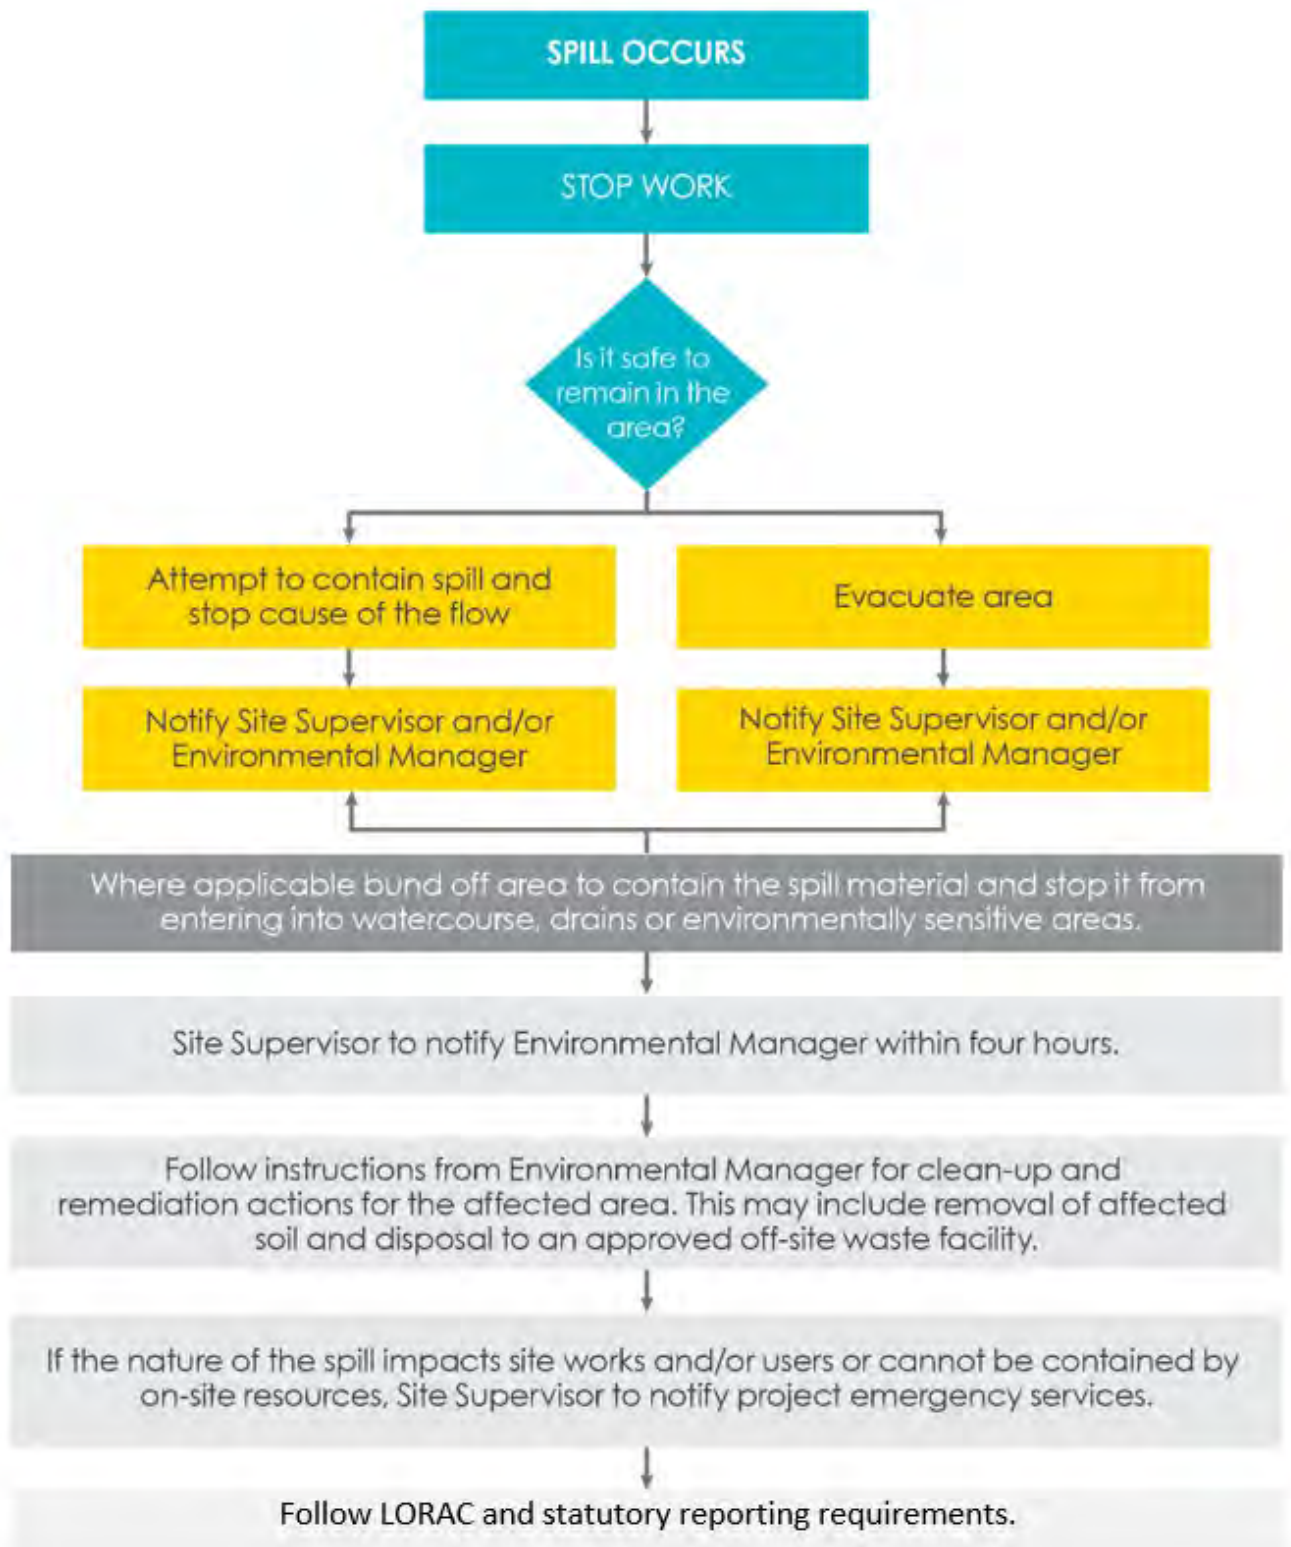 SPILL OCCURS
STOP WORK
Is it safe to
remain in the
area?
Attempt to contain spill and
stop cause of the flow
Evacuate area
Notify Site Supervisor and/or
Environmental Manager
Notify Site Supervisor and/or
Environmental Manager
Where applicable bund off area to contain the spill material and stop it from
entering into watercourse, drains or environmentally sensitive areas.
Site Supervisor to notify Environmental Manager within four hours.
Follow instructions from Environmental Manager for clean-up and
remediation actions for the affected area. This may include removal of affected
soil and disposal to an approved off-site waste facility.
If the nature of the spill impacts site works and/or users or cannot be contained by
on-site resources, Site Supervisor to notify project emergency services.
Follow LORAC and statutory reporting requirements.